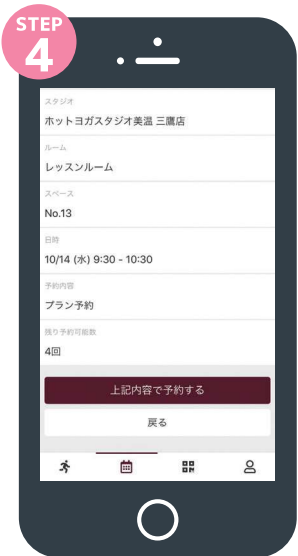 STEP
4
スタジオ
ホットヨガスタジオ美温 三鷹店
ルーム
レッスンルーム
スペース
No.13
日時
10/14 (水) 9:30 - 10:30
予約内容
プラン予約
残り予約可能数
4回
上記内容で予約する
戻る